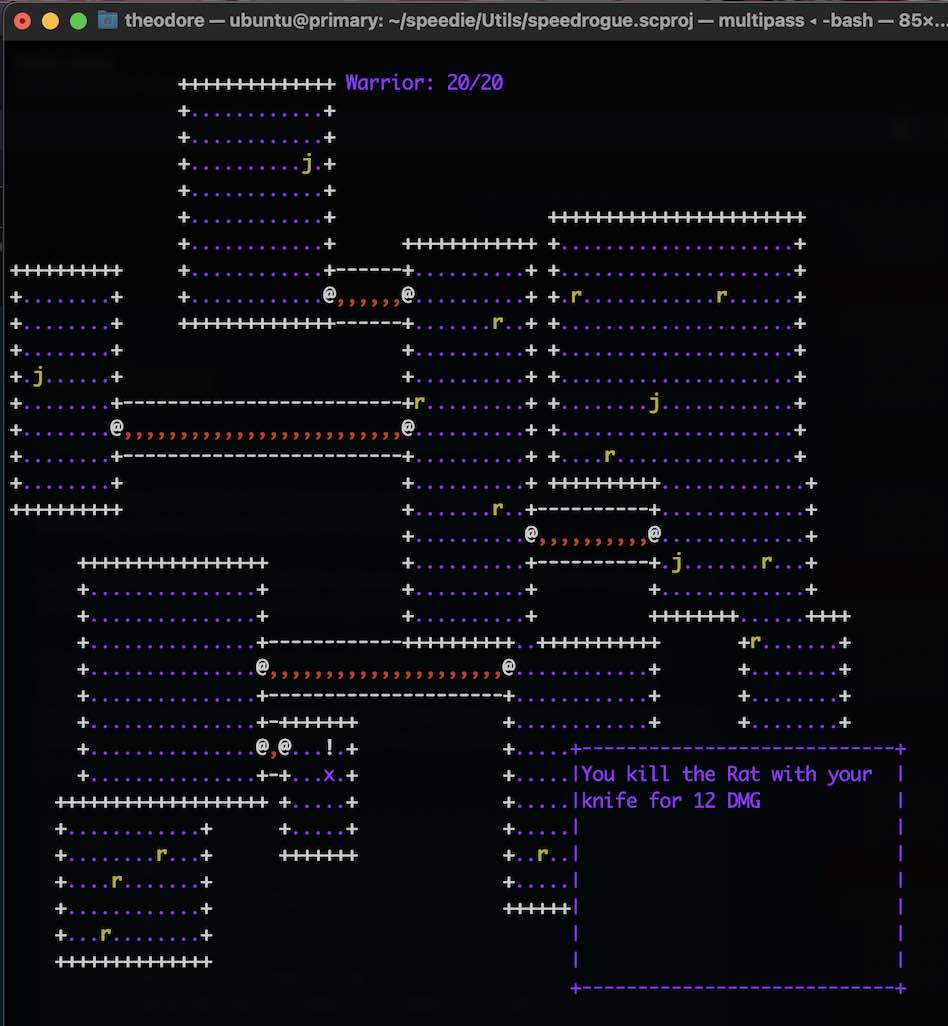 theodore — ubuntu@primary: ~/speedie/Utils/speedrogue.scproj — multipass ◂ -bash — 85×...
Warrior: 20/20
You kill the Rat with your
knife for 12 DMG